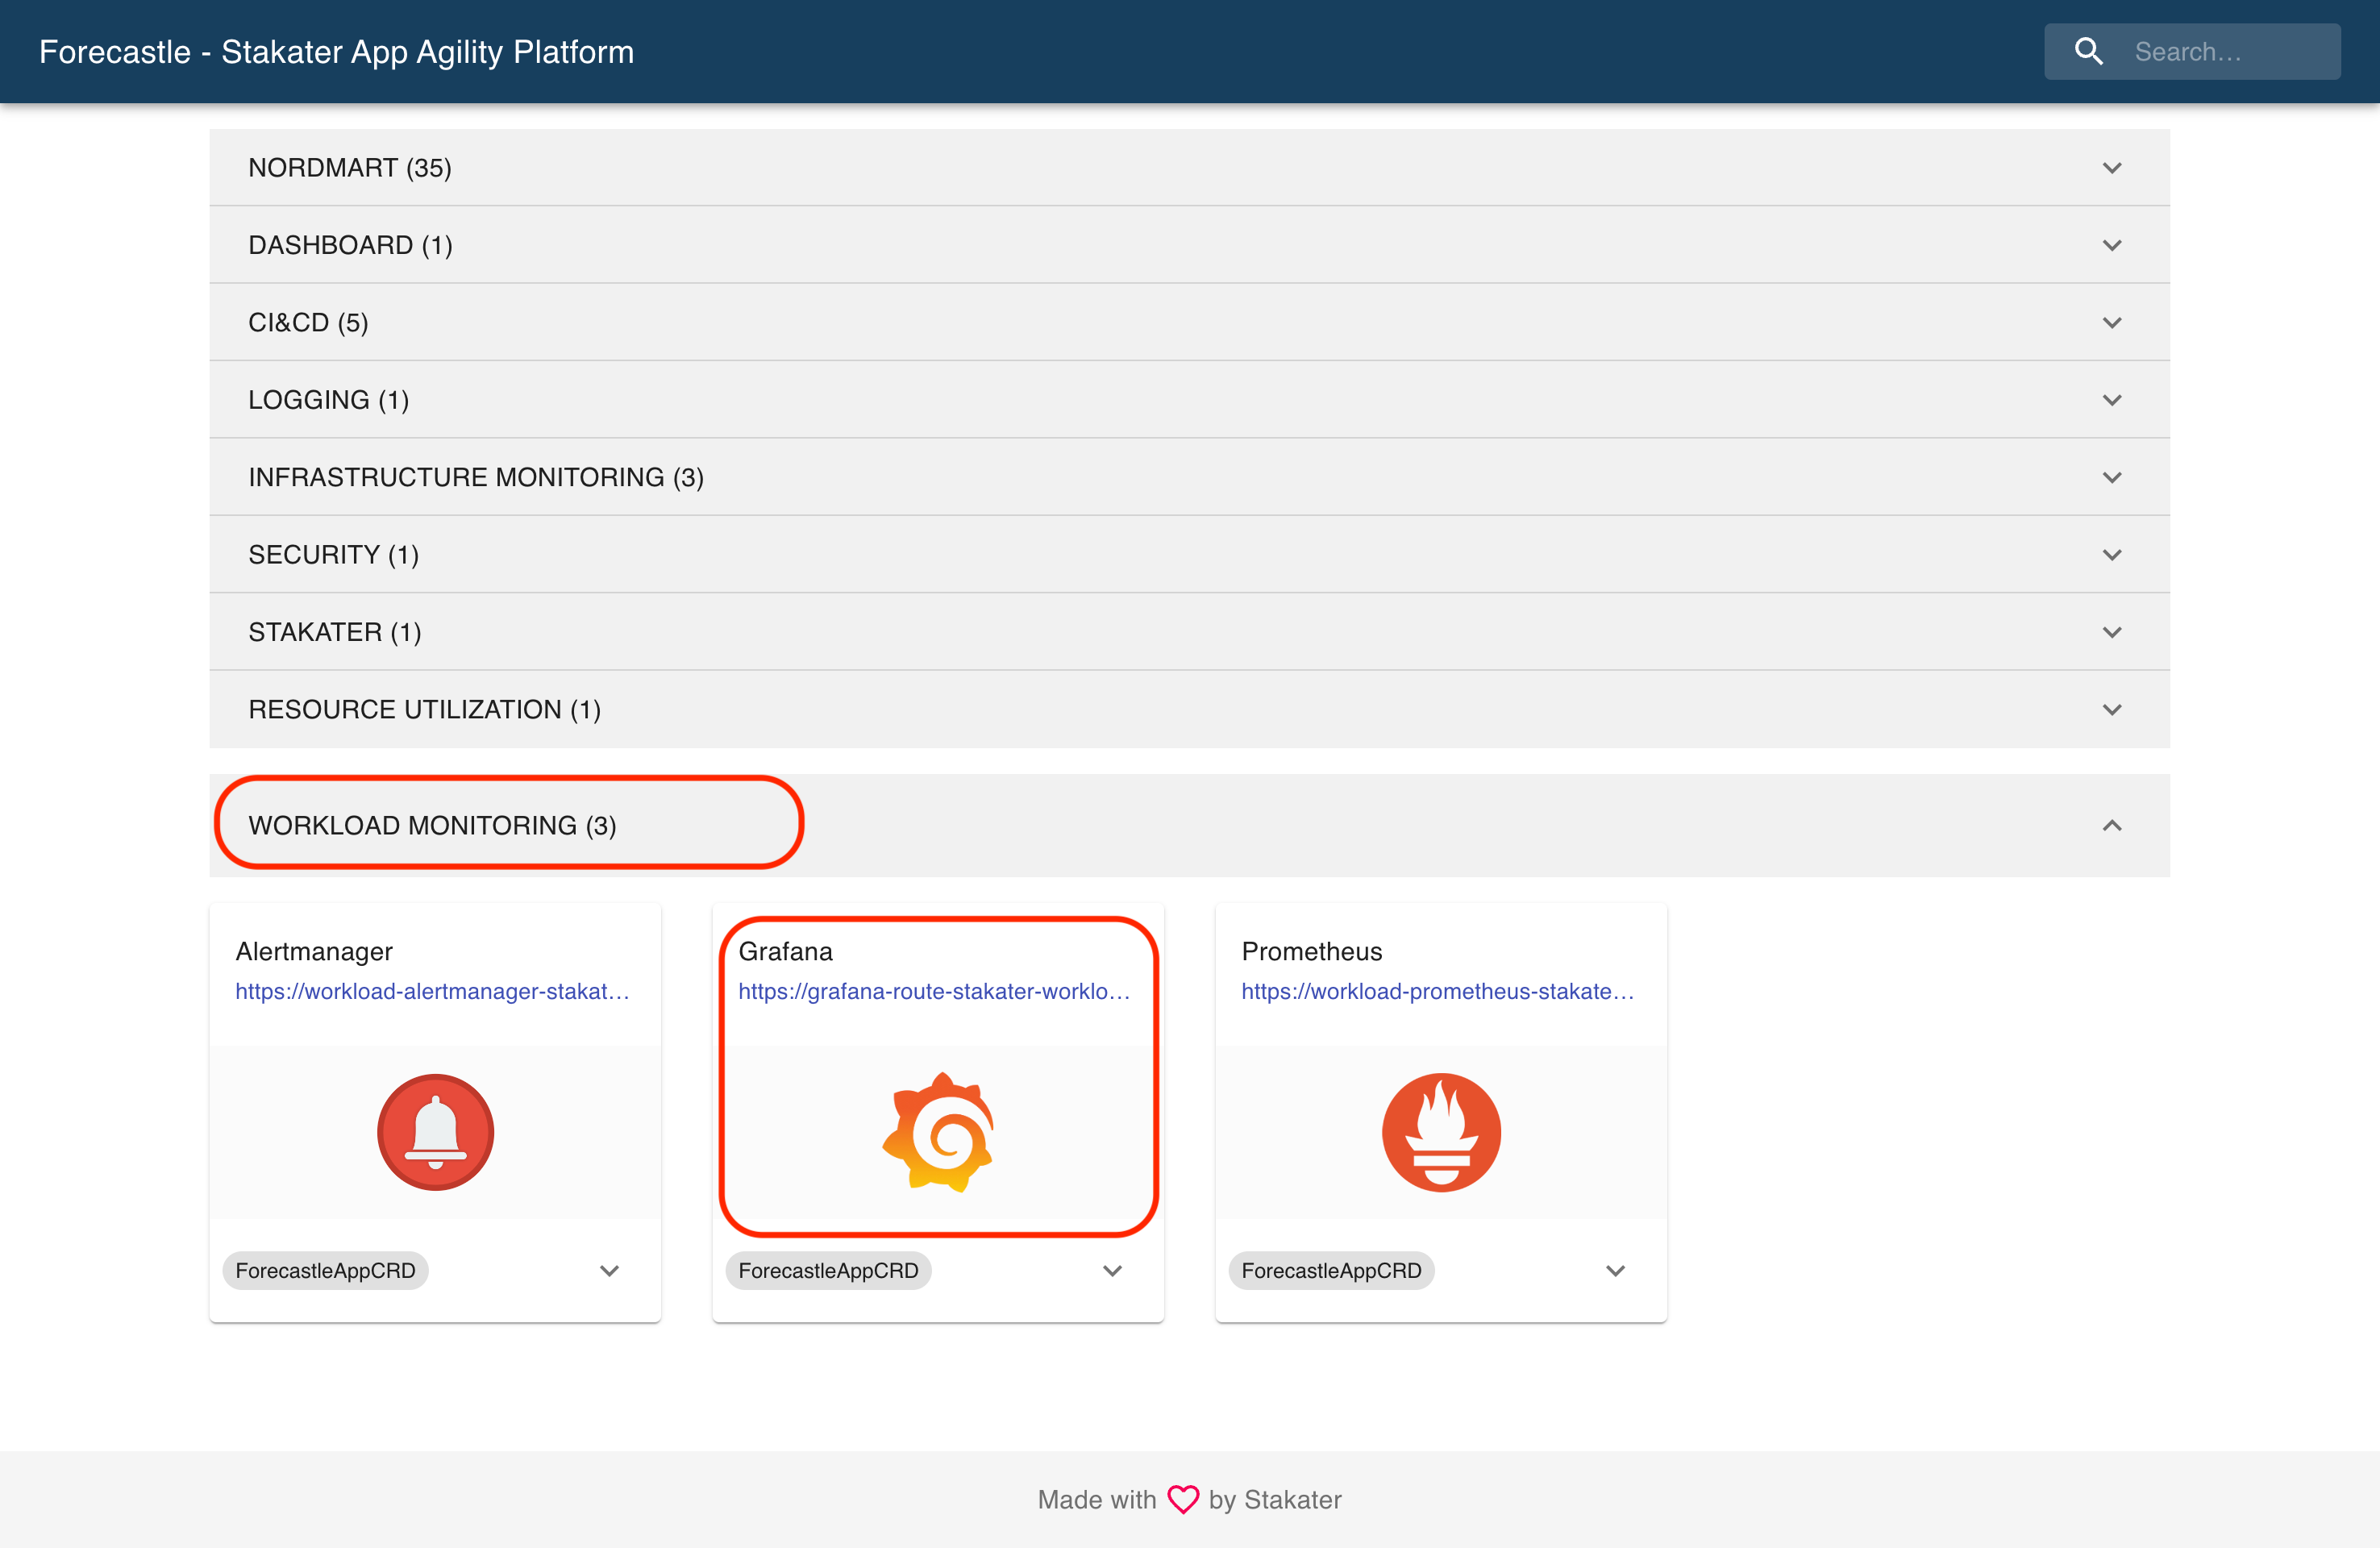 Forecastle - Stakater App Agility Platform
Search…
NORDMART (35)
DASHBOARD (1)
CI&CD (5)
LOGGING (1)
INFRASTRUCTURE MONITORING (3)
SECURITY (1)
STAKATER (1)
RESOURCE UTILIZATION (1)
WORKLOAD MONITORING (3)
Alertmanager
https://workload-alertmanager-stakat…
ForecastleAppCRD
Grafana
https://grafana-route-stakater-worklo…
ForecastleAppCRD
Prometheus
https://workload-prometheus-stakate…
ForecastleAppCRD
Made with by Stakater